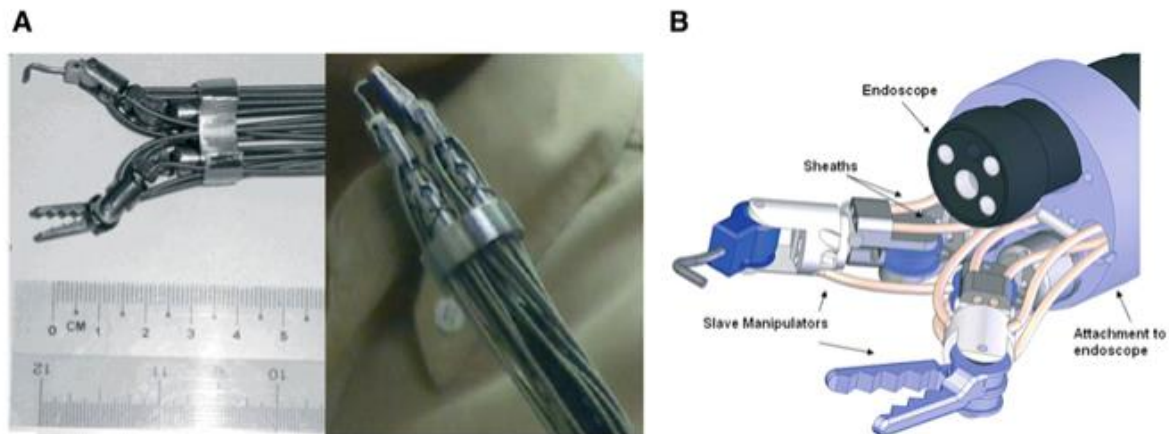 A
B
Endoscope
Sheaths
Slave Manipulators
Attachment to
endoscope
0 CM 1 2 3 4 5
12 11 10